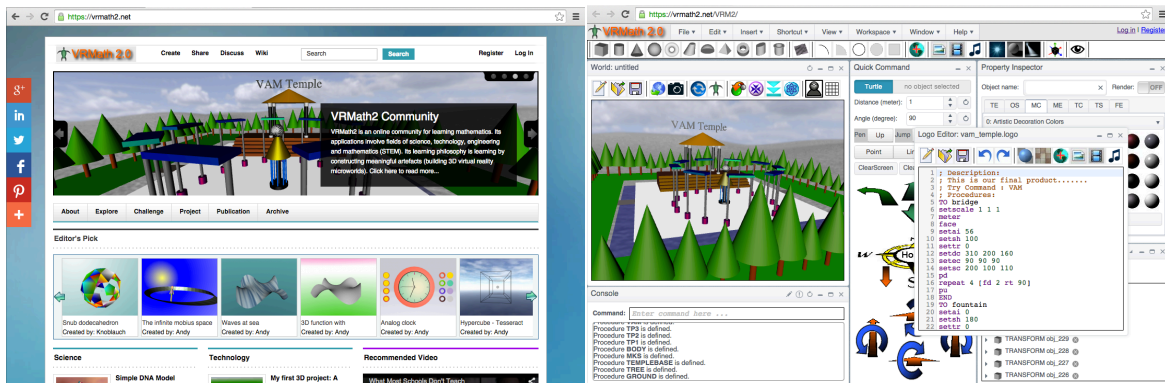 https://vrmath2.net
VRMath 2.0
Create Share Discuss Wiki
Search
Search
Register Log In
VAM Temple
VRMath2 Community
VRMath2 is an online community for learning mathematics. Its
applications involve fields of science, technology, engineering
and mathematics (STEM). Its learning philosophy is learning by
constructing meaningful artefacts (building 3D virtual reality
microworlds). Click here to read more...
About Explore Challenge Project Publication Archive
Editor's Pick
Snub dodecahedron
Created by: Knoblauch
The infinite mobius space
Created by: Andy
Waves at sea
Created by: Andy
3D function with
Created by: Andy
Analog clock
Created by: Andy
Hypercube - Tesseract
Created by: Andy
Science
Technology
Recommended Video
Simple DNA Model
My first 3D project: A
What Most Schools Don't Teach
https://vrmath2.net/VRM2/
VRMath 2.0
File Edit Insert Shortcut View Workspace Window Help
Log in | Register
World: untitled
VAM Temple
Quick Command
Turtle no object selected
Distance (meter): 1
Angle (degree): 90
Pen Up Jump
Point
ClearScreen
Property Inspector
Object name:
Render: OFF
TE OS MC ME TC TS FE
0: Artistic Decoration Colors
Logo Editor: vam_temple.logo
1 ; Description:
2 ; This is our final product.......
3 ; Try Command : VAM
4 ; Procedures:
5 TO bridge
6 setscale 1 1 1
7 meter
8 face
9 setai 56
10 setsh 100
11 settr 0
12 setdc 310 200 160
13 setec 90 90 90
14 setsc 200 100 110
15 pd
16 repeat 4 [fd 2 rt 90]
17 pu
18 END
19 TO fountain
20 setai 0
21 setsh 180
22 settr 0
Console
Command: Enter command here ...
Procedure TP3 is defined.
Procedure TP2 is defined.
Procedure TP1 is defined.
Procedure BODY is defined.
Procedure MKS is defined.
Procedure TEMPLEBASE is defined.
Procedure TREE is defined.
Procedure GROUND is defined.
TRANSFORM obj_229
TRANSFORM obj_228
TRANSFORM obj_227
TRANSFORM obj_226